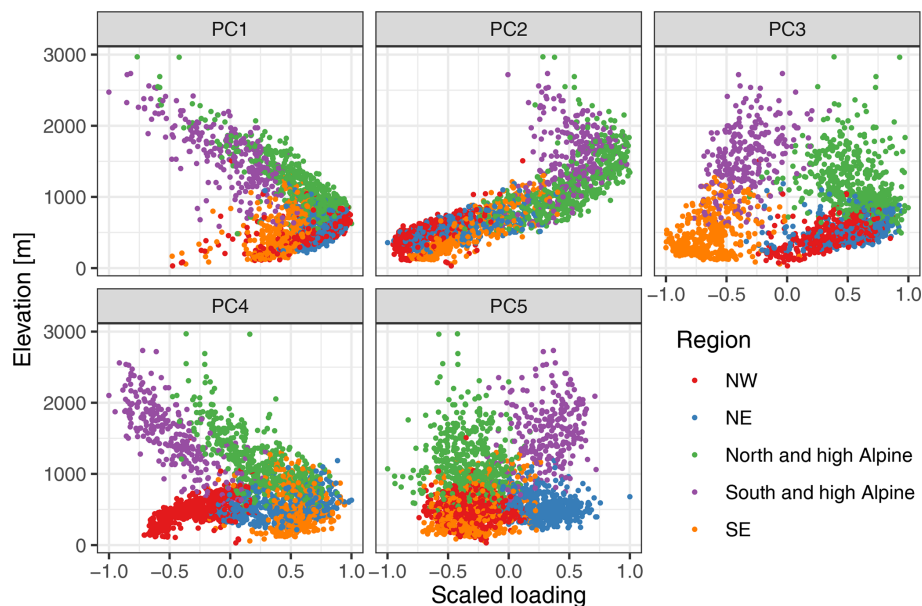 PC1 PC2 PC3
3000
2000
1000
0
−1.0 −0.5 0.0 0.5 1.0
PC4 PC5
3000
2000
1000
0
−1.0 −0.5 0.0 0.5 1.0 −1.0 −0.5 0.0 0.5 1.0
Elevation [m]
Scaled loading
Region
NW
NE
North and high Alpine
South and high Alpine
SE